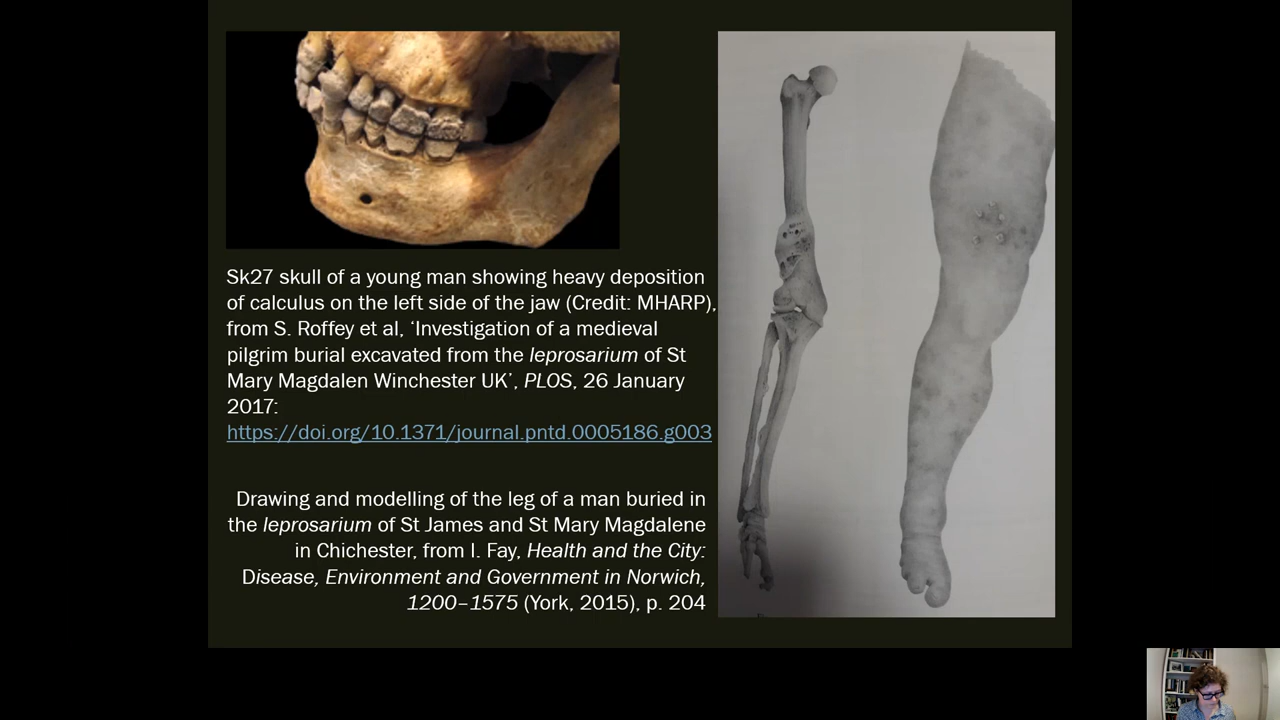 Sk27 skull of a young man showing heavy deposition
of calculus on the left side of the jaw (Credit: MHARP),
from S. Roffey et al, ‘Investigation of a medieval
pilgrim burial excavated from the leprosarium of St
Mary Magdalen Winchester UK’, PLOS, 26 January
2017:
https://doi.org/10.1371/journal.pntd.0005186.g003
Drawing and modelling of the leg of a man buried in
the leprosarium of St James and St Mary Magdalene
in Chichester, from I. Fay, Health and the City:
Disease, Environment and Government in Norwich,
1200–1575 (York, 2015), p. 204